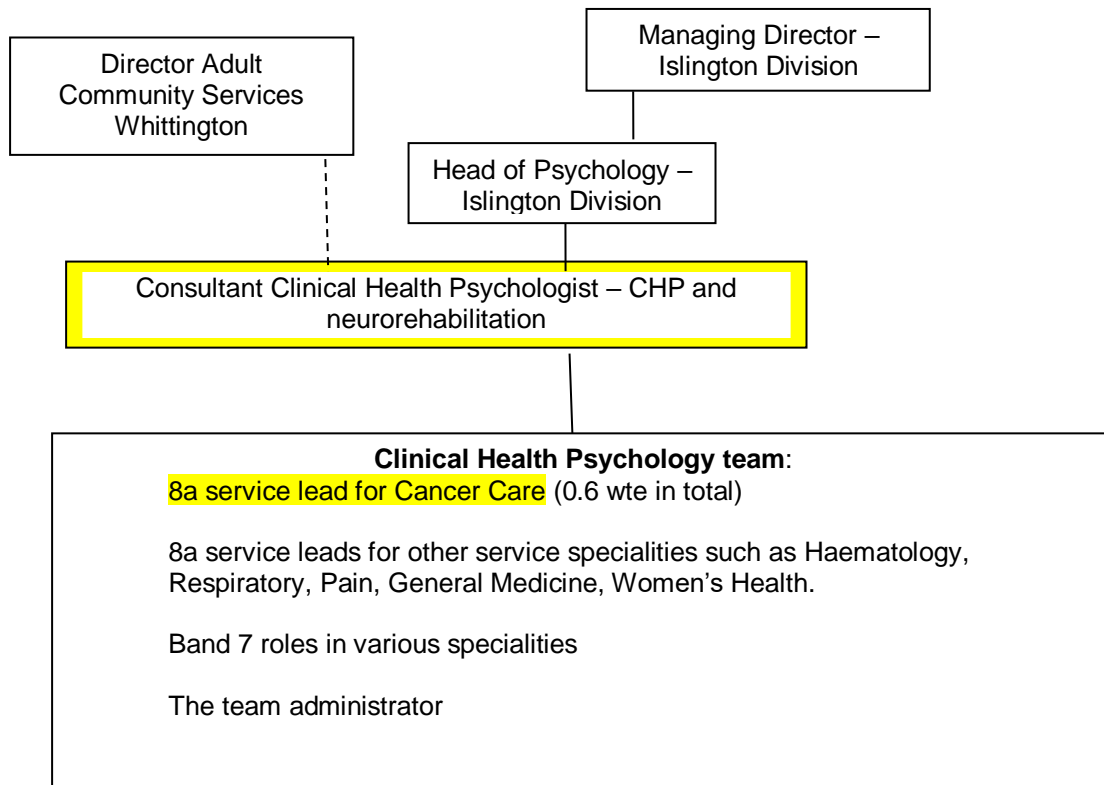 Managing Director –
Islington Division
Director Adult
Community Services
Whittington
Head of Psychology –
Islington Division
Consultant Clinical Health Psychologist – CHP and
neurorehabilitation
Clinical Health Psychology team:
8a service lead for Cancer Care (0.6 wte in total)
8a service leads for other service specialities such as Haematology,
Respiratory, Pain, General Medicine, Women’s Health.
Band 7 roles in various specialities
The team administrator